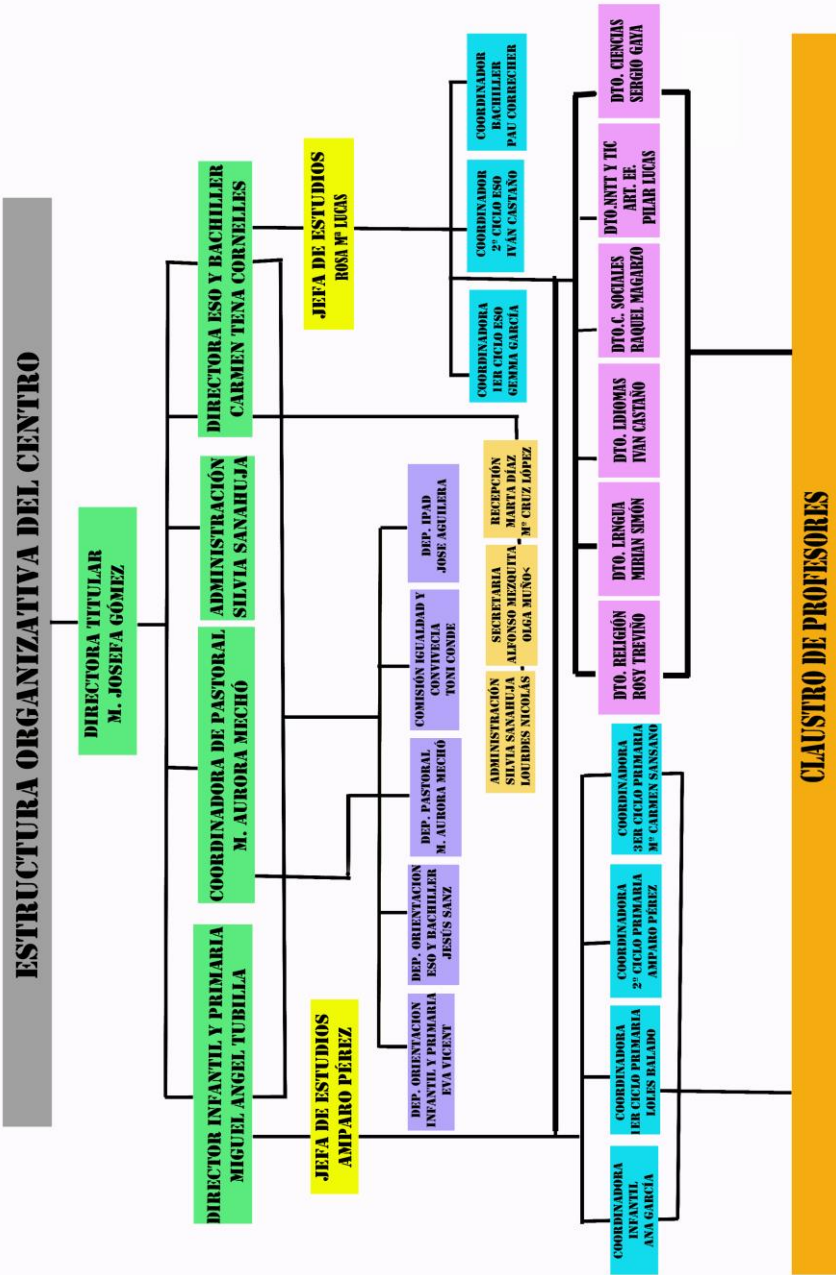 ESTRUCTURA ORGANIZATIVA DEL CENTRO
DIRECTORA TITULAR
M. JOSEFA GÓMEZ
DIRECTOR INFANTIL Y PRIMARIA
MIGUEL ANGEL TUBILLA
COORDINADORA DE PASTORAL
M. AURORA MECHÓ
ADMINISTRACIÓN
SILVIA SANAHUJA
DIRECTORA ESO Y BACHILLER
CARMEN TENA CORNELLES
JEFA DE ESTUDIOS
AMPARO PÉREZ
JEFA DE ESTUDIOS
ROSA Mª LUCAS
DEP. ORIENTACION
INFANTIL Y PRIMARIA
EVA VICENT
DEP. ORIENTACION
ESO Y BACHILLER
JESÚS SANZ
DEP. PASTORAL
M. AURORA MECHÓ
COMISIÓN IGUALDAD Y
CONVIVECIA
TONI CONDE
DEP. IPAD
JOSE AGUILERA
COORDINADORA
1ER CICLO ESO
GEMMA GARCÍA
COORDINADOR
2º CICLO ESO
IVÁN CASTAÑO
COORDINADOR
BACHILLER
PAU CORRECHER
ADMINISTRACIÓN
SILVIA SANAHUJA
LOURDES NICOLÁS
SECRETARIA
ALFONSO MEZQUITA
OLGA MUÑO<
RECEPCIÓN
MARTA DÍAZ
Mª CRUZ LÓPEZ
COORDINADORA
INFANTIL
ANA GARCÍA
COORDINADORA
1ER CICLO PRIMARIA
LOLES BALADO
COORDINADORA
2º CICLO PRIMARIA
AMPARO PÉREZ
COORDINADORA
3ER CICLO PRIMARIA
Mª CARMEN SANSANO
DTO. RELIGIÓN
ROSY TREVIÑO
DTO. LRNGUA
MIRIAN SIMÓN
DTO. LDIOMAS
IVAN CASTAÑO
DTO.C. SOCIALES
RAQUEL MAGARZO
DTO.NNTT Y TIC
ART. EF.
PILAR LUCAS
DTO. CIENCIAS
SERGIO GAYA
CLAUSTRO DE PROFESORES